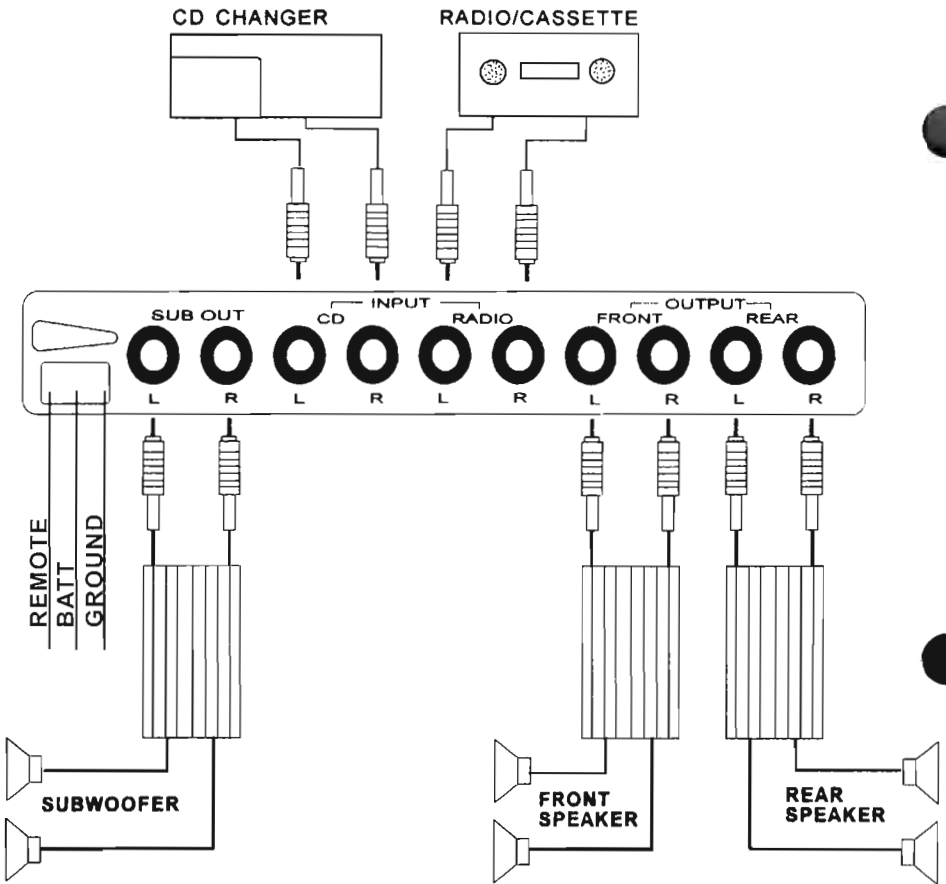 CD CHANGER
RADIO/CASSETTE
INPUT
OUTPUT
SUB OUT
CD
RADIO
FRONT
REAR
L R L R L R L R L R
REMOTE
BATT
GROUND
SUBWOOFER
FRONT
SPEAKER
REAR
SPEAKER